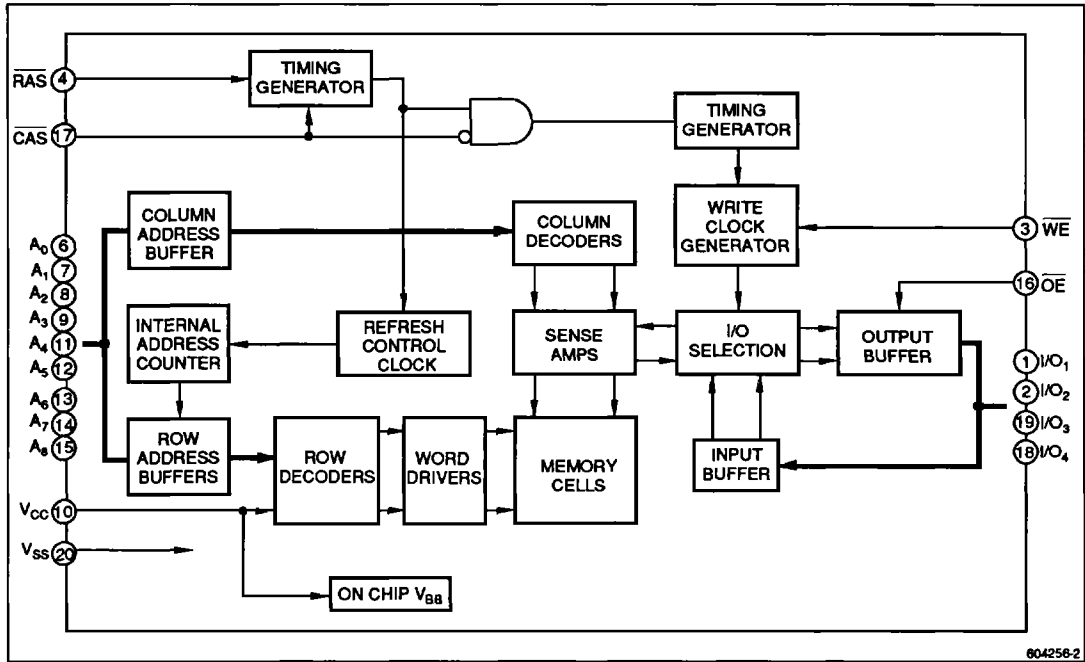 RAS 4
TIMING
GENERATOR
CAS 17
TIMING
GENERATOR
COLUMN
ADDRESS
BUFFER
COLUMN
DECODERS
WRITE
CLOCK
GENERATOR
3 WE
16 OE
A0 6
A1 7
A2 8
A3 9
A4 11
A5 12
A6 13
A7 14
A8 15
INTERNAL
ADDRESS
COUNTER
REFRESH
CONTROL
CLOCK
SENSE
AMPS
I/O
SELECTION
OUTPUT
BUFFER
1 I/O1
2 I/O2
19 I/O3
18 I/O4
ROW
ADDRESS
BUFFERS
ROW
DECODERS
WORD
DRIVERS
MEMORY
CELLS
INPUT
BUFFER
VCC 10
VSS 20
ON CHIP VBB
604256-2